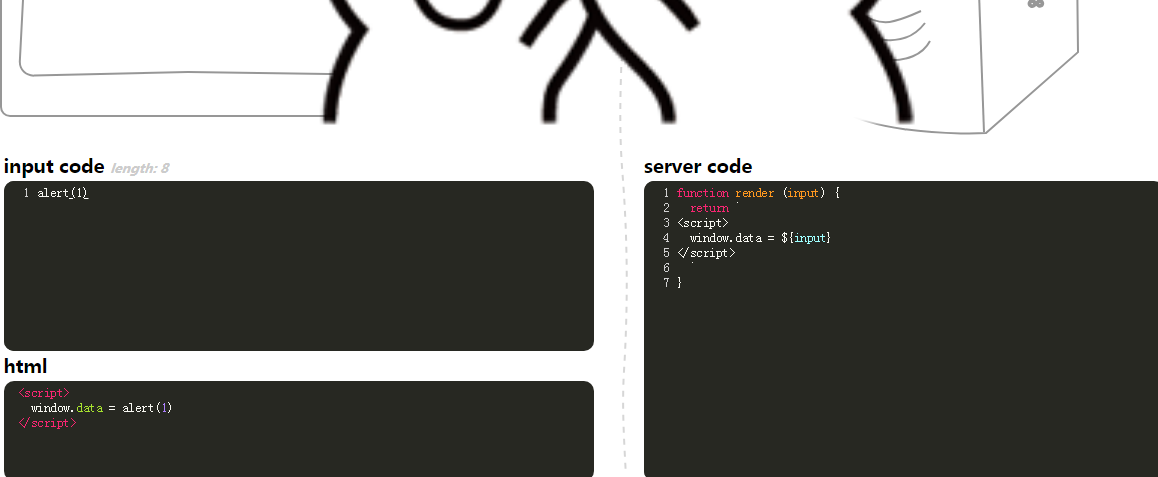 8
input code length: 8
1 alert(1)
html
<script>
window.data = alert(1)
</script>
server code
1 function render (input) {
2 return `
3 <script>
4 window.data = ${input}
5 </script>
6 `
7 }